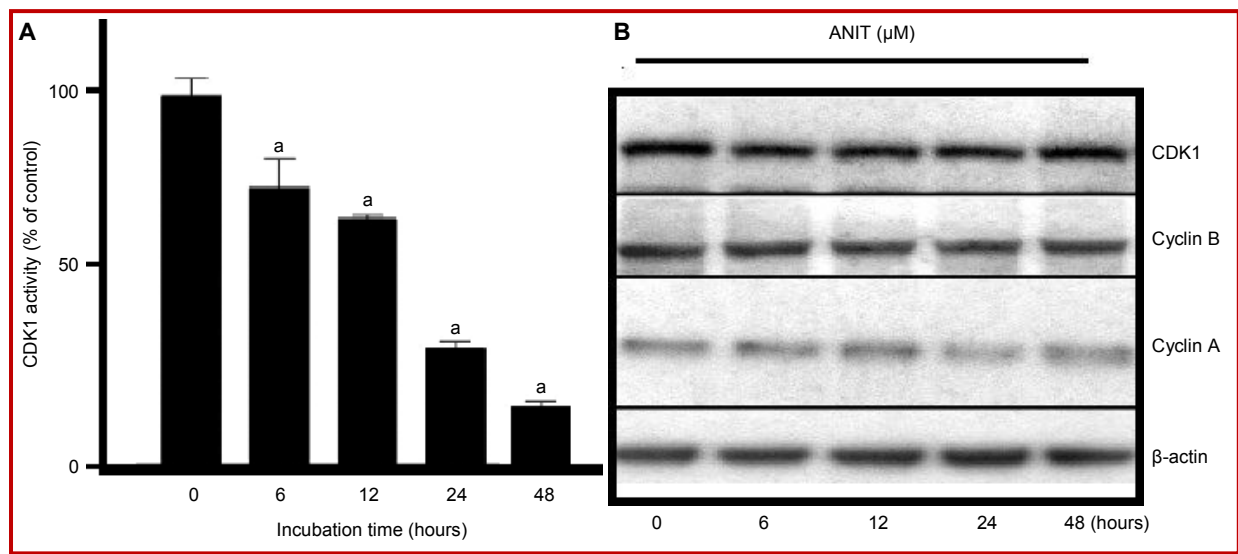 A
100
50
0
CDK1 activity (% of control)
a
a
a
a
0 6 12 24 48
Incubation time (hours)
B
ANIT (µM)
CDK1
Cyclin B
Cyclin A
β-actin
0 6 12 24 48 (hours)